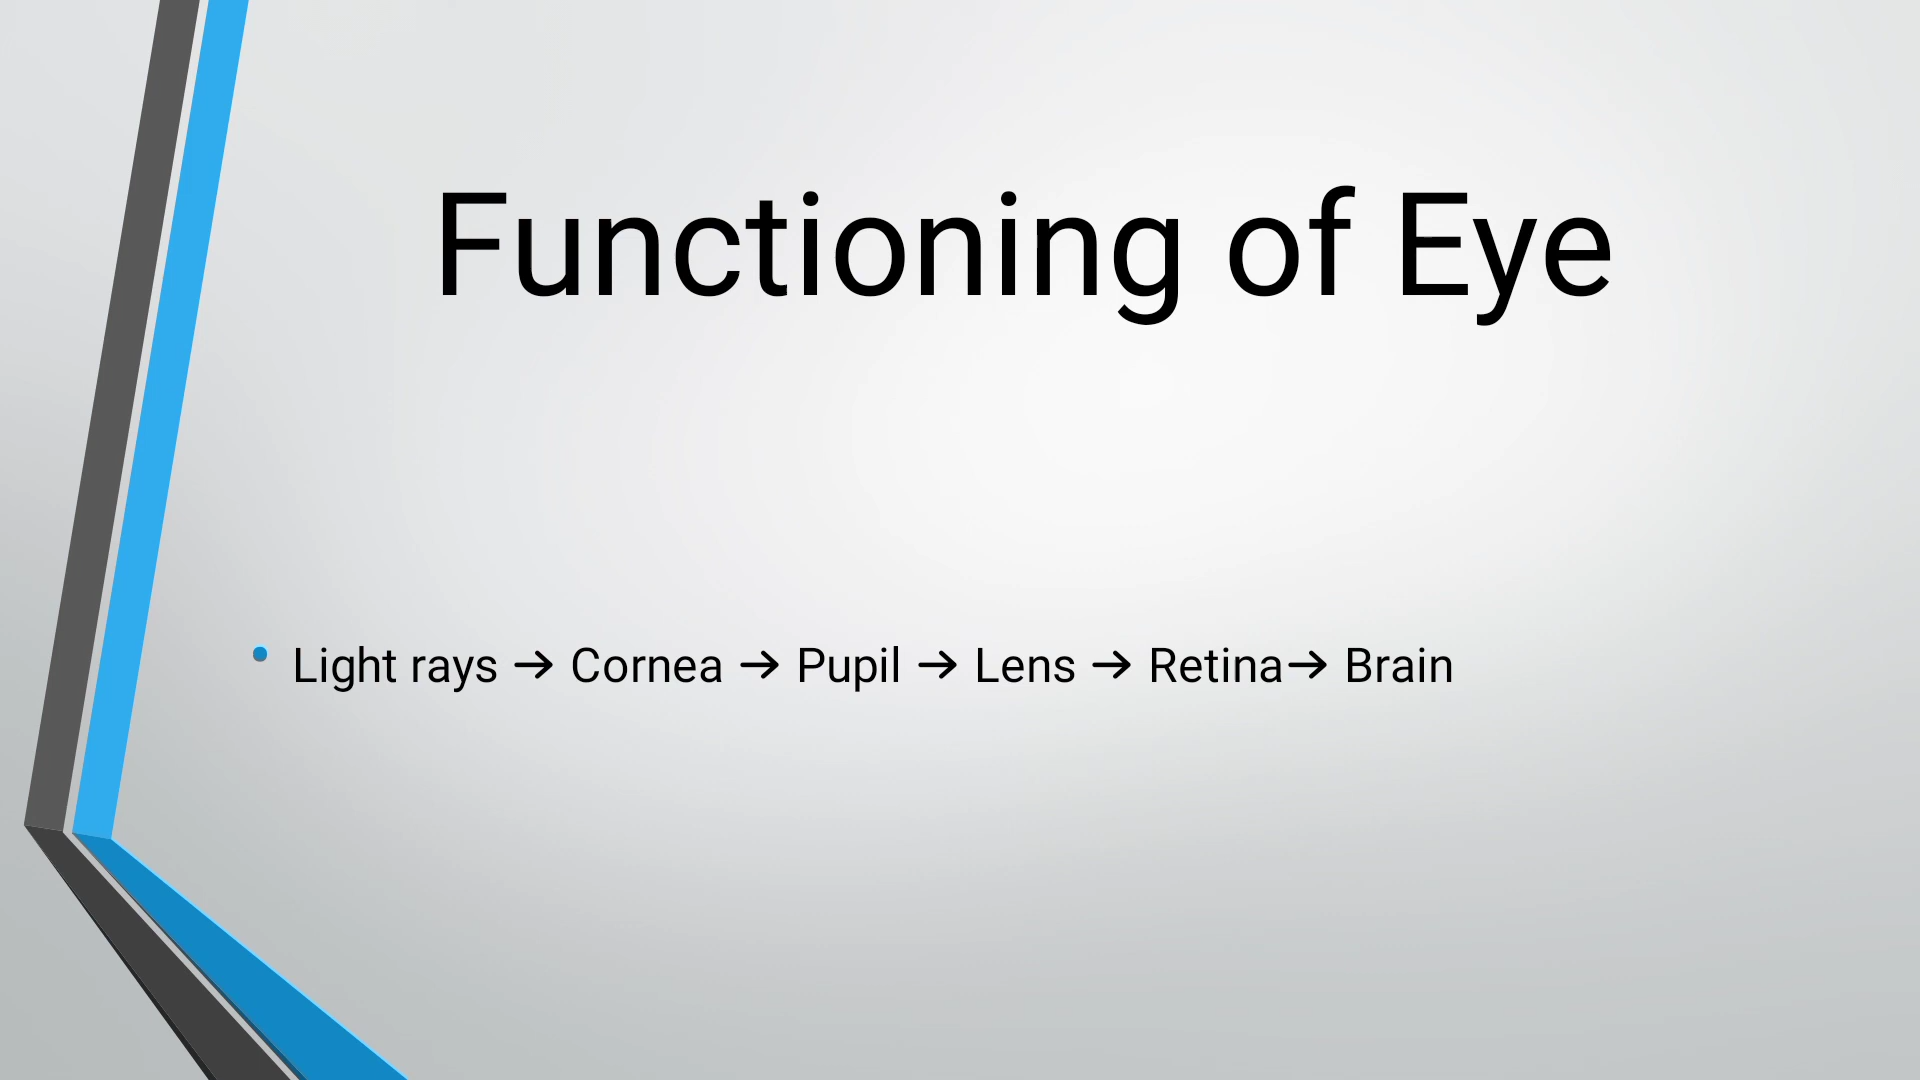 Functioning of Eye
• Light rays → Cornea → Pupil → Lens → Retina→ Brain